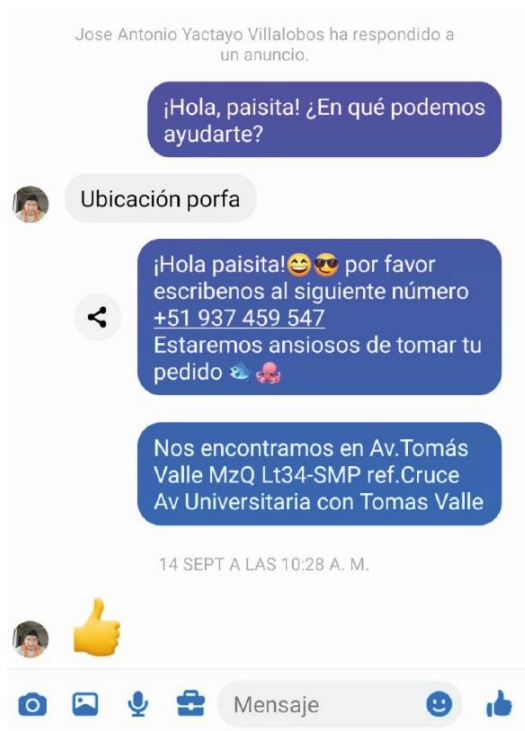 Jose Antonio Yactayo Villalobos ha respondido a
un anuncio.
¡Hola, paisita! ¿En qué podemos
ayudarte?
Ubicación porfa
¡Hola paisita!😄😎 por favor
escribenos al siguiente número
+51 937 459 547
Estaremos ansiosos de tomar tu
pedido 🐟🐙
Nos encontramos en Av.Tomás
Valle MzQ Lt34-SMP ref.Cruce
Av Universitaria con Tomas Valle
14 SEPT A LAS 10:28 A. M.
👍
Mensaje